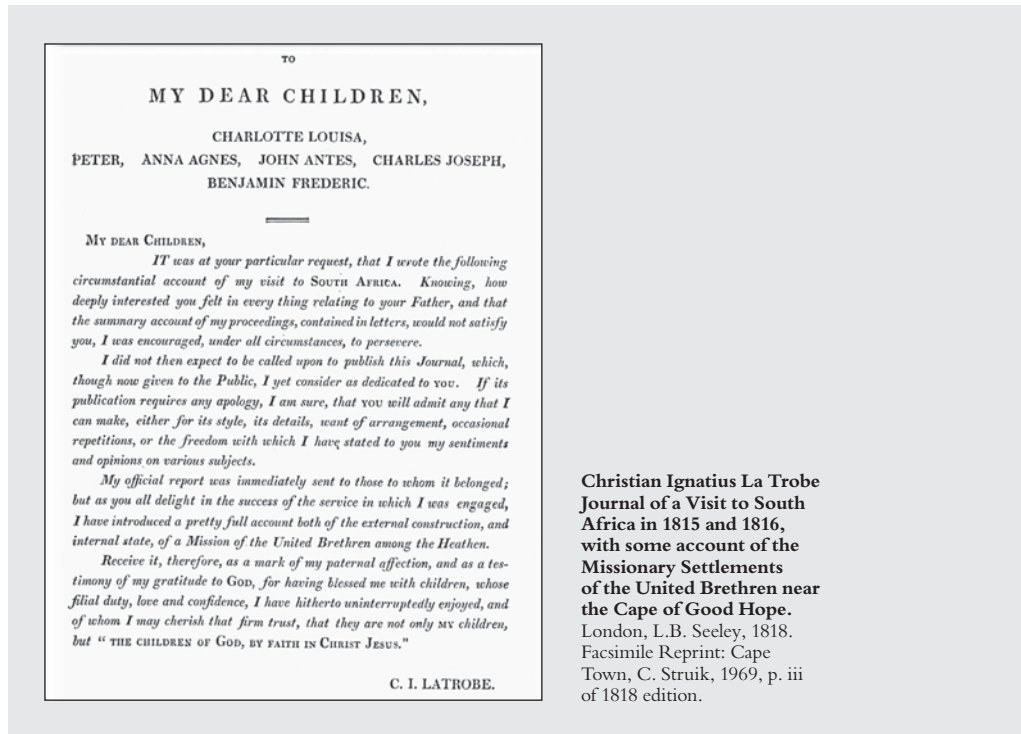 TO
MY DEAR CHILDREN,
CHARLOTTE LOUISA,
PETER, ANNA AGNES, JOHN ANTES, CHARLES JOSEPH,
BENJAMIN FREDERIC.
MY DEAR CHILDREN,
IT was at your particular request, that I wrote the following
circumstantial account of my visit to SOUTH AFRICA. Knowing, how
deeply interested you felt in every thing relating to your Father, and that
the summary account of my proceedings, contained in letters, would not satisfy
you, I was encouraged, under all circumstances, to persevere.
I did not then expect to be called upon to publish this Journal, which,
though now given to the Public, I yet consider as dedicated to YOU. If its
publication requires any apology, I am sure, that YOU will admit any that I
can make, either for its style, its details, want of arrangement, occasional
repetitions, or the freedom with which I have stated to you my sentiments
and opinions on various subjects.
My official report was immediately sent to those to whom it belonged;
but as you all delight in the success of the service in which I was engaged,
I have introduced a pretty full account both of the external construction, and
internal state, of a Mission of the United Brethren among the Heathen.
Receive it, therefore, as a mark of my paternal affection, and as a tes-
timony of my gratitude to GOD, for having blessed me with children, whose
filial duty, love and confidence, I have hitherto uninterruptedly enjoyed, and
of whom I may cherish that firm trust, that they are not only MY children,
but "THE CHILDREN OF GOD, BY FAITH IN CHRIST JESUS."
C. I. LATROBE.
Christian Ignatius La Trobe
Journal of a Visit to South
Africa in 1815 and 1816,
with some account of the
Missionary Settlements
of the United Brethren near
the Cape of Good Hope.
London, L.B. Seeley, 1818.
Facsimile Reprint: Cape
Town, C. Struik, 1969, p. iii
of 1818 edition.